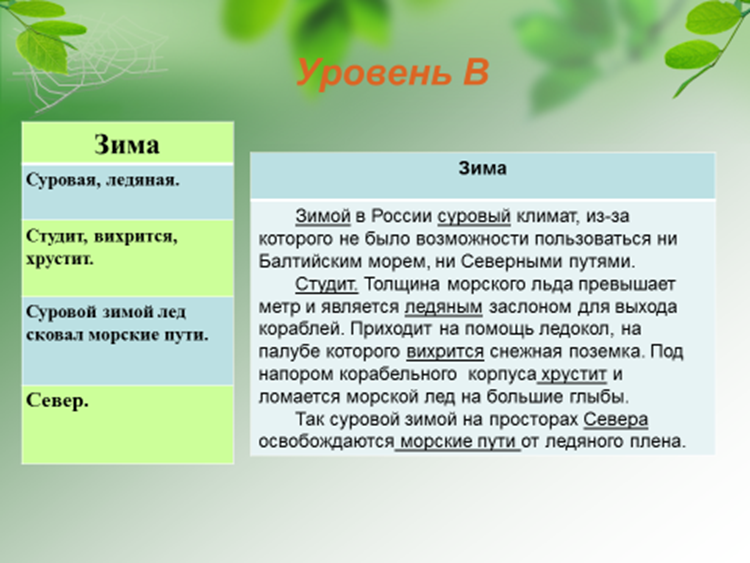 Уровень В
Зима
Суровая, ледяная.
Студит, вихрится,
хрустит.
Суровой зимой лед
сковал морские пути.
Север.
Зима
Зимой в России суровый климат, из-за
которого не было возможности пользоваться ни
Балтийским морем, ни Северными путями.
Студит. Толщина морского льда превышает
метр и является ледяным заслоном для выхода
кораблей. Приходит на помощь ледокол, на
палубе которого вихрится снежная поземка. Под
напором корабельного корпуса хрустит и
ломается морской лед на большие глыбы.
Так суровой зимой на просторах Севера
освобождаются морские пути от ледяного плена.